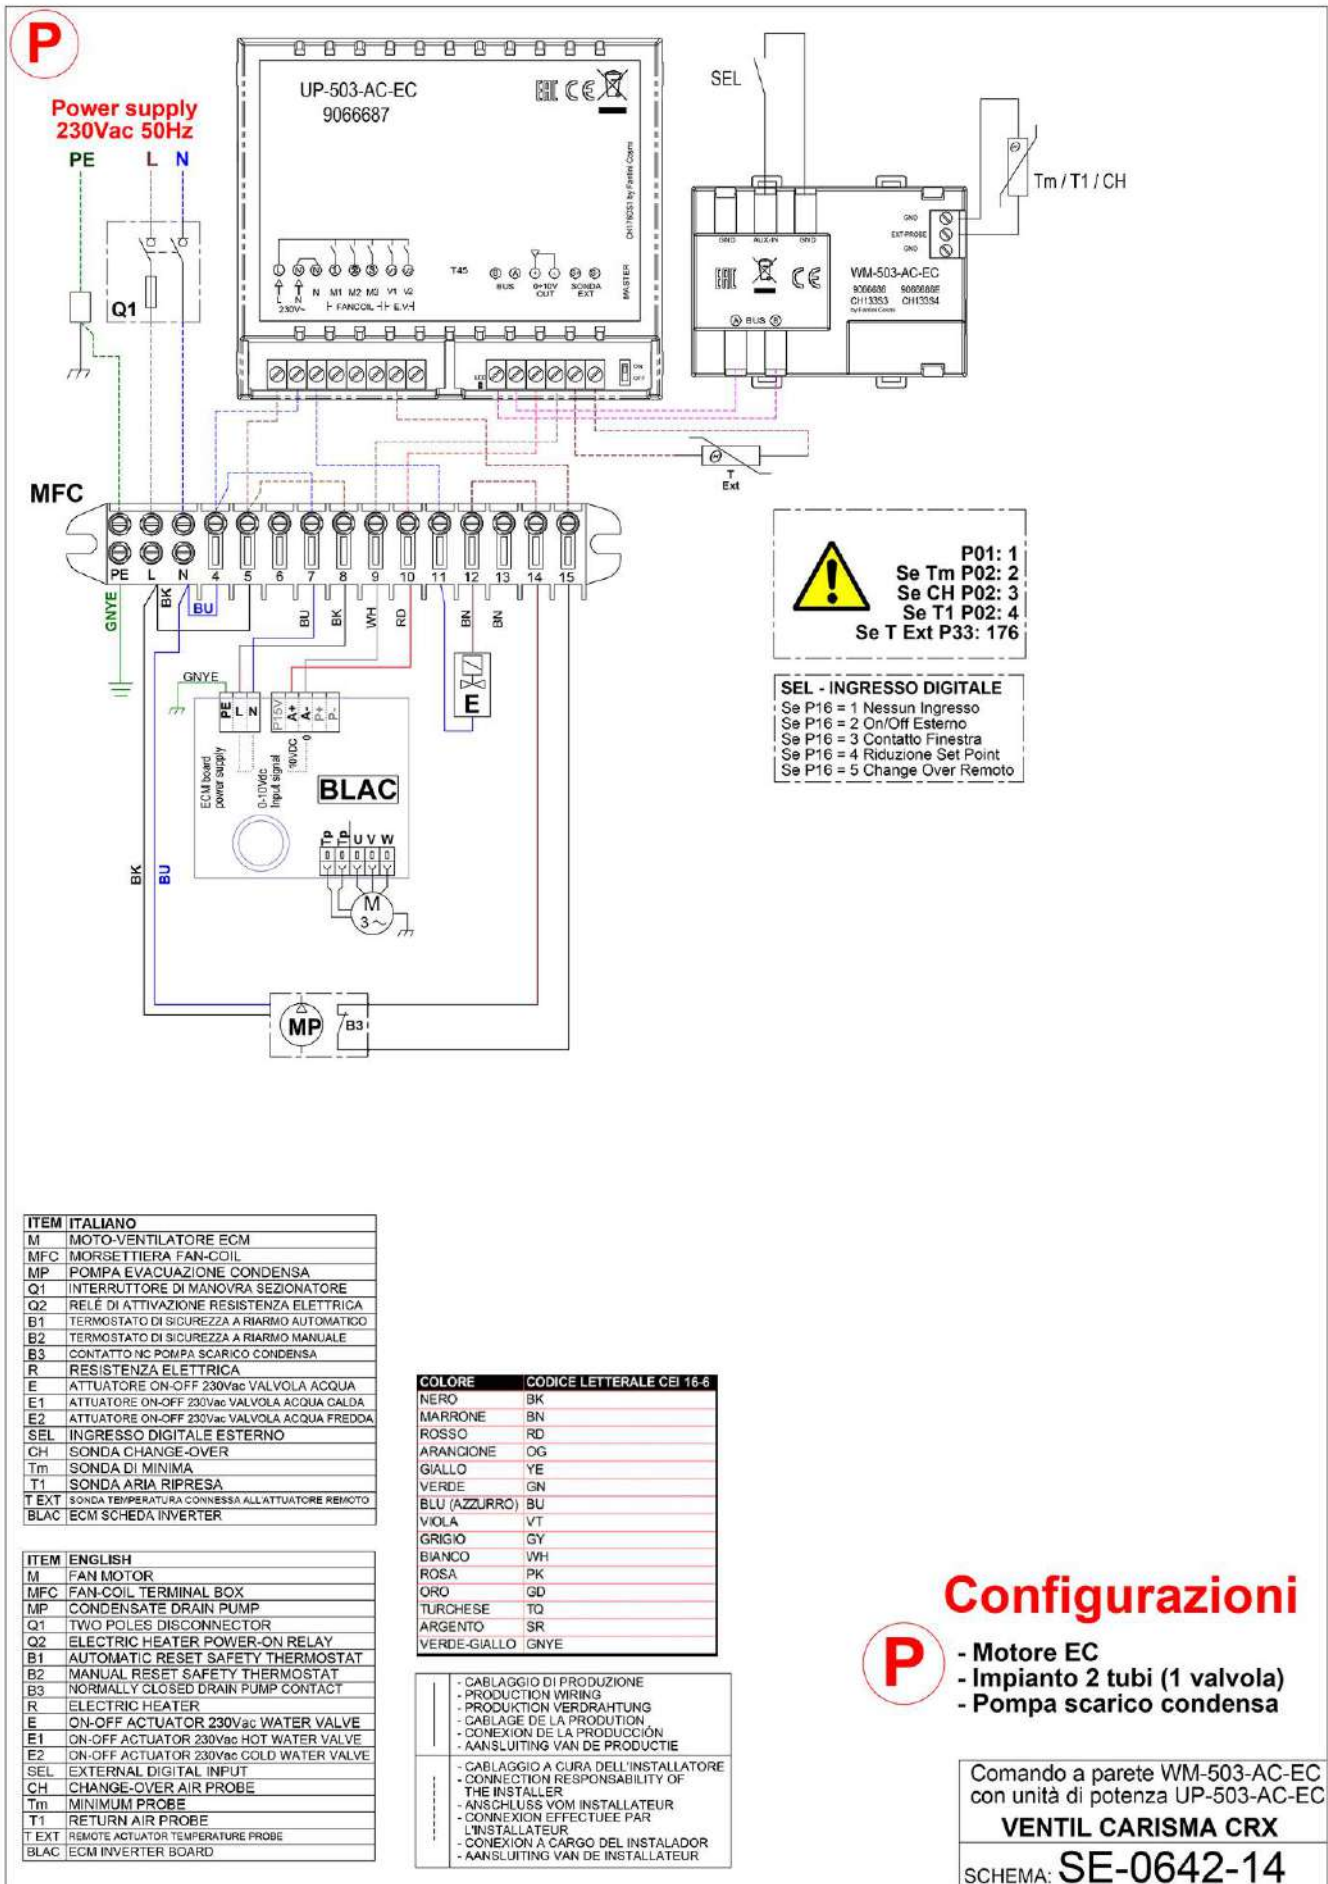 P
Power supply
230Vac 50Hz
PE L N
Q1
UP-503-AC-EC
9066687
CH176DS1 by Fantini Cosmi
MASTER
L N N M1 M2 M3 V1 V2
230V~
FANCOIL
E.V.
T45
B A
BUS
0÷10V
OUT
SONDA
EXT
LED
ON
OFF
SEL
Tm / T1 / CH
GND AUX-IN GND
GND
EXT-PROBE
GND
WM-503-AC-EC
9066686 9066686E
CH133S3 CH133S4
by Fantini Cosmi
A BUS B
T
Ext
MFC
PE L N 4 5 6 7 8 9 10 11 12 13 14 15
GNYE
BK
BU
BU
BK
WH
RD
BN
BN
GNYE
PE L N
P15V A+ A- P+ P-
ECM board
power supply
0-10Vdc
Input signal
10VDC
0
BLAC
E
Tp Tp U V W
M
3~
BK
BU
MP
B3
P01: 1
Se Tm P02: 2
Se CH P02: 3
Se T1 P02: 4
Se T Ext P33: 176
SEL - INGRESSO DIGITALE
Se P16 = 1 Nessun Ingresso
Se P16 = 2 On/Off Esterno
Se P16 = 3 Contatto Finestra
Se P16 = 4 Riduzione Set Point
Se P16 = 5 Change Over Remoto
ITEM ITALIANO
M MOTO-VENTILATORE ECM
MFC MORSETTIERA FAN-COIL
MP POMPA EVACUAZIONE CONDENSA
Q1 INTERRUTTORE DI MANOVRA SEZIONATORE
Q2 RELÈ DI ATTIVAZIONE RESISTENZA ELETTRICA
B1 TERMOSTATO DI SICUREZZA A RIARMO AUTOMATICO
B2 TERMOSTATO DI SICUREZZA A RIARMO MANUALE
B3 CONTATTO NC POMPA SCARICO CONDENSA
R RESISTENZA ELETTRICA
E ATTUATORE ON-OFF 230Vac VALVOLA ACQUA
E1 ATTUATORE ON-OFF 230Vac VALVOLA ACQUA CALDA
E2 ATTUATORE ON-OFF 230Vac VALVOLA ACQUA FREDDA
SEL INGRESSO DIGITALE ESTERNO
CH SONDA CHANGE-OVER
Tm SONDA DI MINIMA
T1 SONDA ARIA RIPRESA
T EXT SONDA TEMPERATURA CONNESSA ALL'ATTUATORE REMOTO
BLAC ECM SCHEDA INVERTER
ITEM ENGLISH
M FAN MOTOR
MFC FAN-COIL TERMINAL BOX
MP CONDENSATE DRAIN PUMP
Q1 TWO POLES DISCONNECTOR
Q2 ELECTRIC HEATER POWER-ON RELAY
B1 AUTOMATIC RESET SAFETY THERMOSTAT
B2 MANUAL RESET SAFETY THERMOSTAT
B3 NORMALLY CLOSED DRAIN PUMP CONTACT
R ELECTRIC HEATER
E ON-OFF ACTUATOR 230Vac WATER VALVE
E1 ON-OFF ACTUATOR 230Vac HOT WATER VALVE
E2 ON-OFF ACTUATOR 230Vac COLD WATER VALVE
SEL EXTERNAL DIGITAL INPUT
CH CHANGE-OVER AIR PROBE
Tm MINIMUM PROBE
T1 RETURN AIR PROBE
T EXT REMOTE ACTUATOR TEMPERATURE PROBE
BLAC ECM INVERTER BOARD
COLORE CODICE LETTERALE CEI 16-6
NERO BK
MARRONE BN
ROSSO RD
ARANCIONE OG
GIALLO YE
VERDE GN
BLU (AZZURRO) BU
VIOLA VT
GRIGIO GY
BIANCO WH
ROSA PK
ORO GD
TURCHESE TQ
ARGENTO SR
VERDE-GIALLO GNYE
- CABLAGGIO DI PRODUZIONE
- PRODUCTION WIRING
- PRODUKTION VERDRAHTUNG
- CABLAGE DE LA PRODUTION
- CONEXION DE LA PRODUCCIÓN
- AANSLUITING VAN DE PRODUCTIE
- CABLAGGIO A CURA DELL'INSTALLATORE
- CONNECTION RESPONSABILITY OF
THE INSTALLER
- ANSCHLUSS VOM INSTALLATEUR
- CONNEXION EFFECTUEE PAR
L'INSTALLATEUR
- CONEXION A CARGO DEL INSTALADOR
- AANSLUITING VAN DE INSTALLATEUR
Configurazioni
P
- Motore EC
- Impianto 2 tubi (1 valvola)
- Pompa scarico condensa
Comando a parete WM-503-AC-EC
con unità di potenza UP-503-AC-EC
VENTIL CARISMA CRX
SCHEMA: SE-0642-14